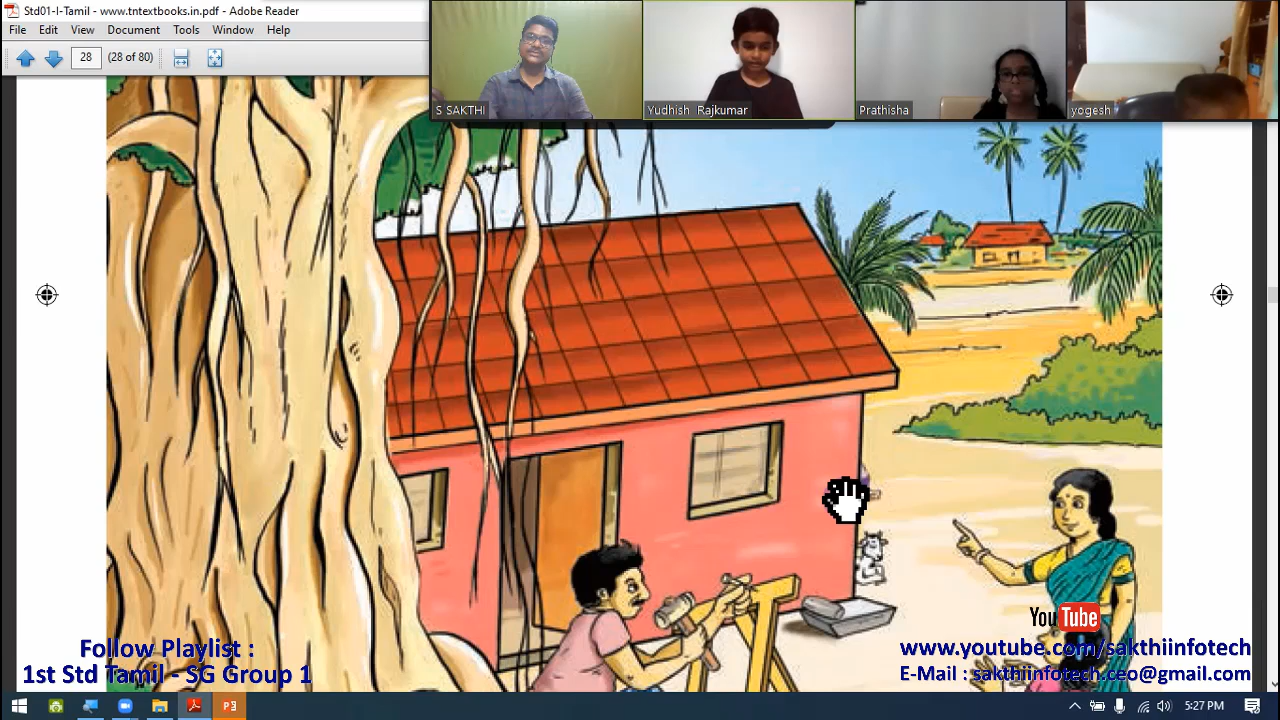 Std01-I-Tamil - www.tntextbooks.in.pdf - Adobe Reader
File Edit View Document Tools Window Help
28 (28 of 80)
S SAKTHI
Yudhish Rajkumar
Prathisha
yogesh
YouTube
Follow Playlist :
1st Std Tamil - SG Group 1
www.youtube.com/sakthiinfotech
E-Mail : sakthiinfotech.ceo@gmail.com
5:27 PM